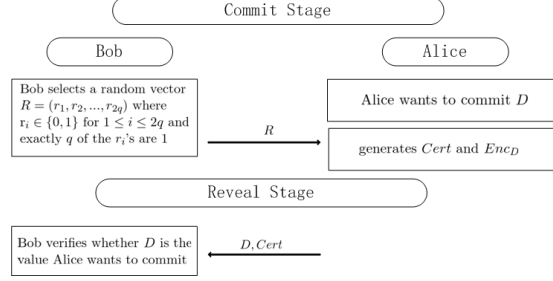 Commit Stage
Bob
Alice
Bob selects a random vector
R = (r₁, r₂, ..., r₂q) where
rᵢ ∈ {0, 1} for 1 ≤ i ≤ 2q and
exactly q of the rᵢ's are 1
Alice wants to commit D
R
generates Cert and Enc_D
Reveal Stage
Bob verifies whether D is the
value Alice wants to commit
D, Cert